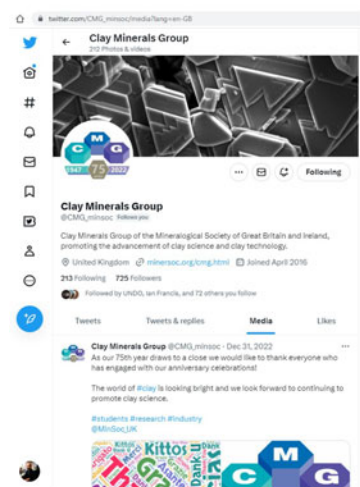 twitter.com/CMG_minsoc/media?lang=en-GB
Clay Minerals Group
212 Photos & videos
C M G
1947 75 2022
Following
Clay Minerals Group
@CMG_minsoc Follows you
Clay Minerals Group of the Mineralogical Society of Great Britain and Ireland,
promoting the advancement of clay science and clay technology.
United Kingdom minersoc.org/cmg.html Joined April 2016
213 Following 725 Followers
Followed by UNDO, Ian Francis, and 72 others you follow
Tweets Tweets & replies Media Likes
Clay Minerals Group @CMG_minsoc · Dec 31, 2022
As our 75th year draws to a close we would like to thank everyone who
has engaged with our anniversary celebrations!
The world of #clay is looking bright and we look forward to continuing to
promote clay science.
#students #research #industry
@MinSoc_UK
Kittos
C M G